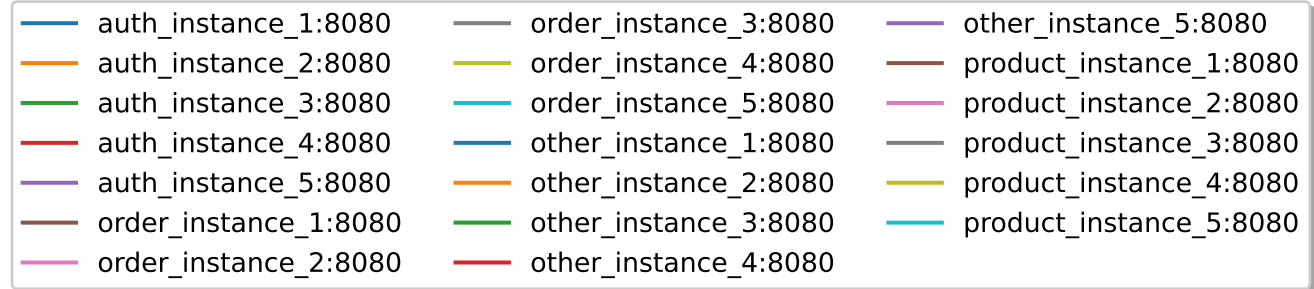 auth_instance_1:8080
auth_instance_2:8080
auth_instance_3:8080
auth_instance_4:8080
auth_instance_5:8080
order_instance_1:8080
order_instance_2:8080
order_instance_3:8080
order_instance_4:8080
order_instance_5:8080
other_instance_1:8080
other_instance_2:8080
other_instance_3:8080
other_instance_4:8080
other_instance_5:8080
product_instance_1:8080
product_instance_2:8080
product_instance_3:8080
product_instance_4:8080
product_instance_5:8080